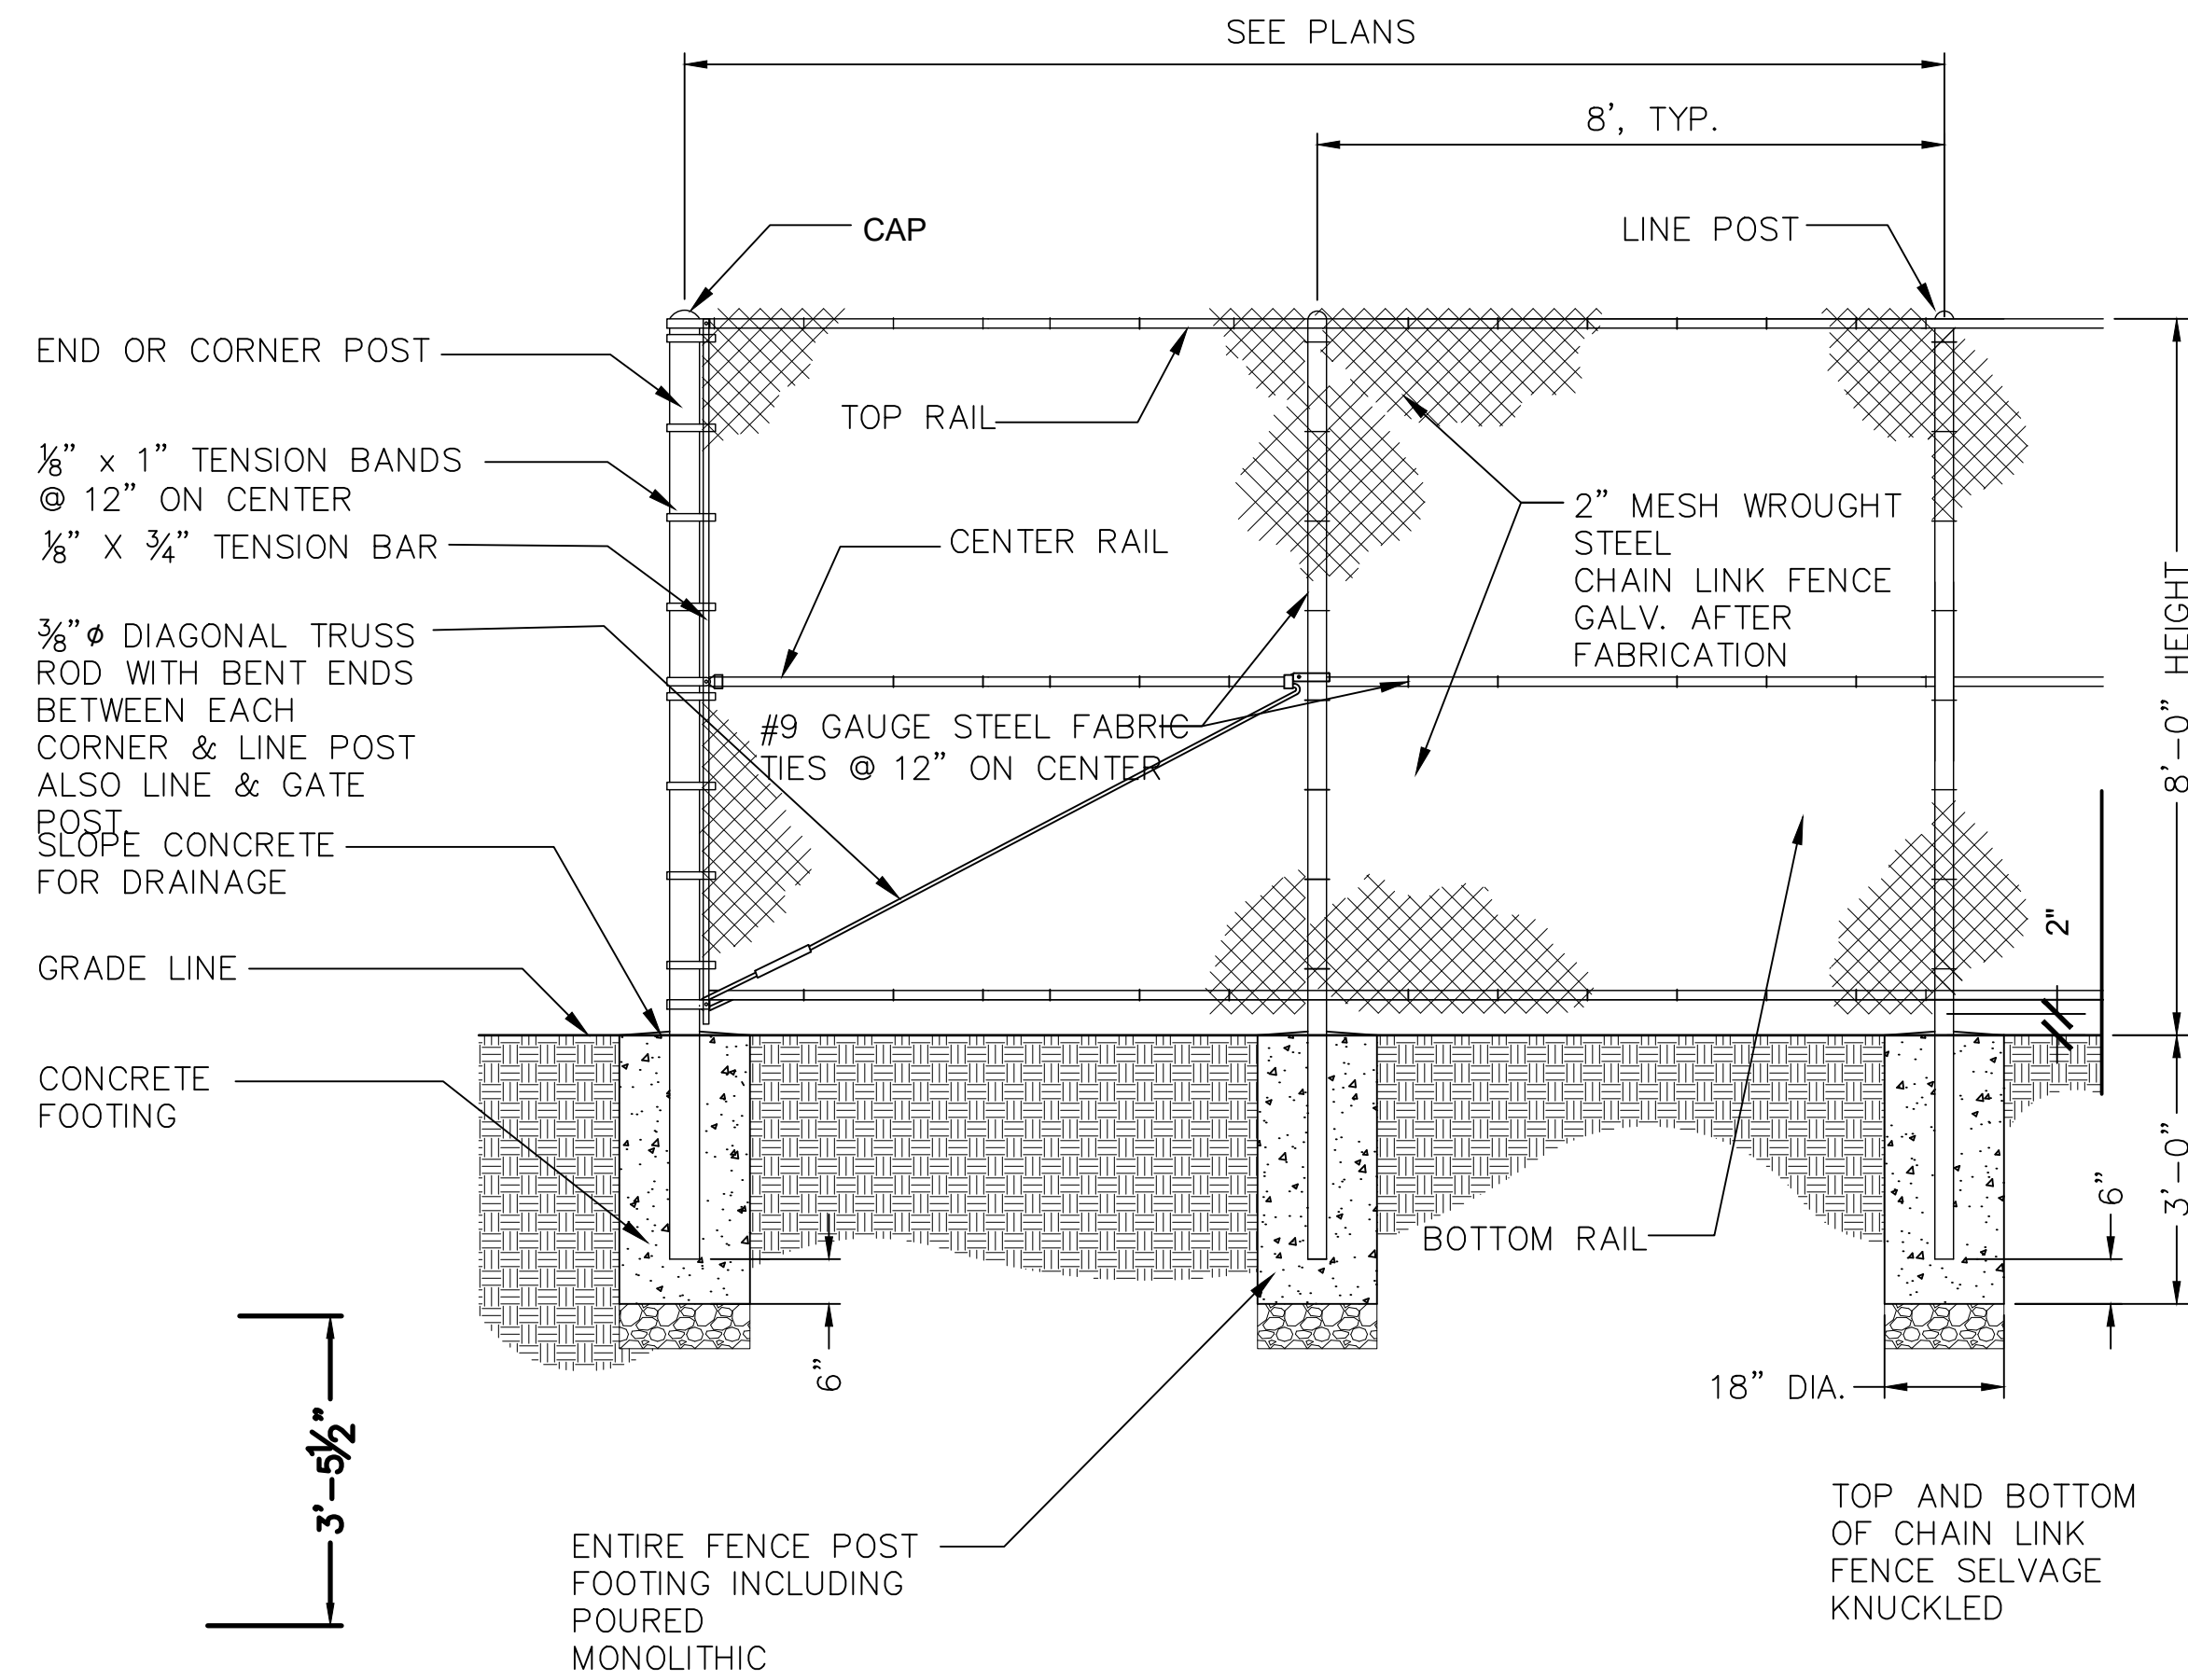 SEE PLANS
8', TYP.
CAP
LINE POST
END OR CORNER POST
TOP RAIL
⅛" x 1" TENSION BANDS
@ 12" ON CENTER
⅛" X ¾" TENSION BAR
CENTER RAIL
2" MESH WROUGHT
STEEL
CHAIN LINK FENCE
GALV. AFTER
FABRICATION
⅜"ø DIAGONAL TRUSS
ROD WITH BENT ENDS
BETWEEN EACH
CORNER & LINE POST
ALSO LINE & GATE
POST.
#9 GAUGE STEEL FABRIC
TIES @ 12" ON CENTER
8'-0" HEIGHT
SLOPE CONCRETE
FOR DRAINAGE
2"
GRADE LINE
CONCRETE
FOOTING
BOTTOM RAIL
6"
3'-0"
6"
18" DIA.
3'-5½"
ENTIRE FENCE POST
FOOTING INCLUDING
POURED
MONOLITHIC
TOP AND BOTTOM
OF CHAIN LINK
FENCE SELVAGE
KNUCKLED